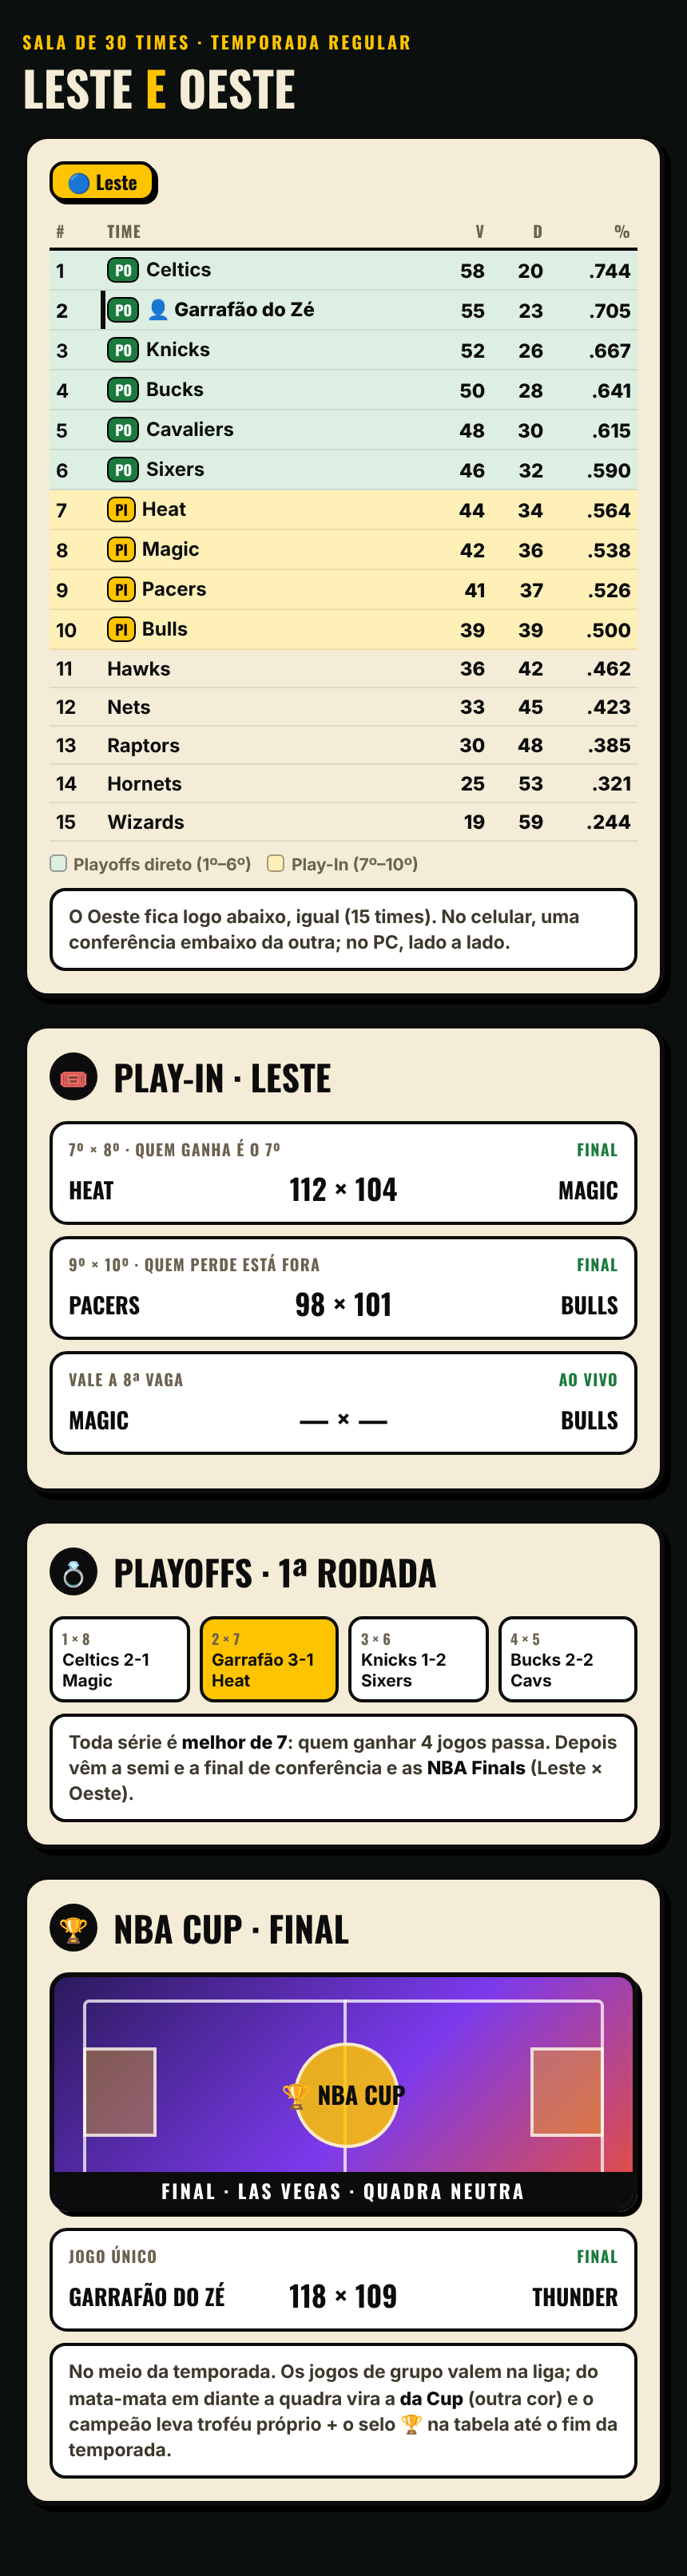 SALA DE 30 TIMES · TEMPORADA REGULAR
LESTE E OESTE
🔵 Leste
# TIME V D %
1 PO Celtics 58 20 .744
2 PO 👤 Garrafão do Zé 55 23 .705
3 PO Knicks 52 26 .667
4 PO Bucks 50 28 .641
5 PO Cavaliers 48 30 .615
6 PO Sixers 46 32 .590
7 PI Heat 44 34 .564
8 PI Magic 42 36 .538
9 PI Pacers 41 37 .526
10 PI Bulls 39 39 .500
11 Hawks 36 42 .462
12 Nets 33 45 .423
13 Raptors 30 48 .385
14 Hornets 25 53 .321
15 Wizards 19 59 .244
Playoffs direto (1º–6º) Play-In (7º–10º)
O Oeste fica logo abaixo, igual (15 times). No celular, uma
conferência embaixo da outra; no PC, lado a lado.
PLAY-IN · LESTE
7º × 8º · QUEM GANHA É O 7º FINAL
HEAT 112 × 104 MAGIC
9º × 10º · QUEM PERDE ESTÁ FORA FINAL
PACERS 98 × 101 BULLS
VALE A 8ª VAGA AO VIVO
MAGIC — × — BULLS
PLAYOFFS · 1ª RODADA
1 × 8
Celtics 2-1
Magic
2 × 7
Garrafão 3-1
Heat
3 × 6
Knicks 1-2
Sixers
4 × 5
Bucks 2-2
Cavs
Toda série é melhor de 7: quem ganhar 4 jogos passa. Depois
vêm a semi e a final de conferência e as NBA Finals (Leste ×
Oeste).
NBA CUP · FINAL
🏆 NBA CUP
FINAL · LAS VEGAS · QUADRA NEUTRA
JOGO ÚNICO FINAL
GARRAFÃO DO ZÉ 118 × 109 THUNDER
No meio da temporada. Os jogos de grupo valem na liga; do
mata-mata em diante a quadra vira a da Cup (outra cor) e o
campeão leva troféu próprio + o selo 🏆 na tabela até o fim da
temporada.